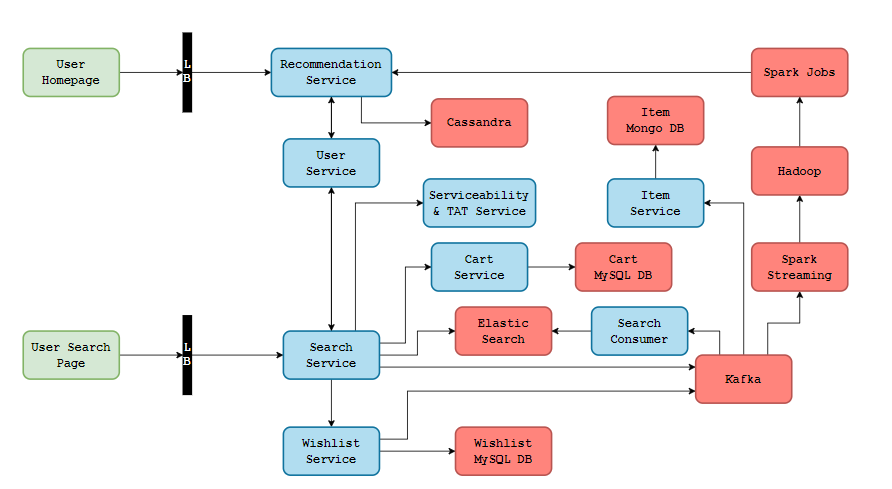 User
Homepage
L
B
Recommendation
Service
Spark Jobs
Cassandra
Item
Mongo DB
User
Service
Hadoop
Serviceability
& TAT Service
Item
Service
Cart
Service
Cart
MySQL DB
Spark
Streaming
Elastic
Search
Search
Consumer
User Search
Page
L
B
Search
Service
Kafka
Wishlist
Service
Wishlist
MySQL DB